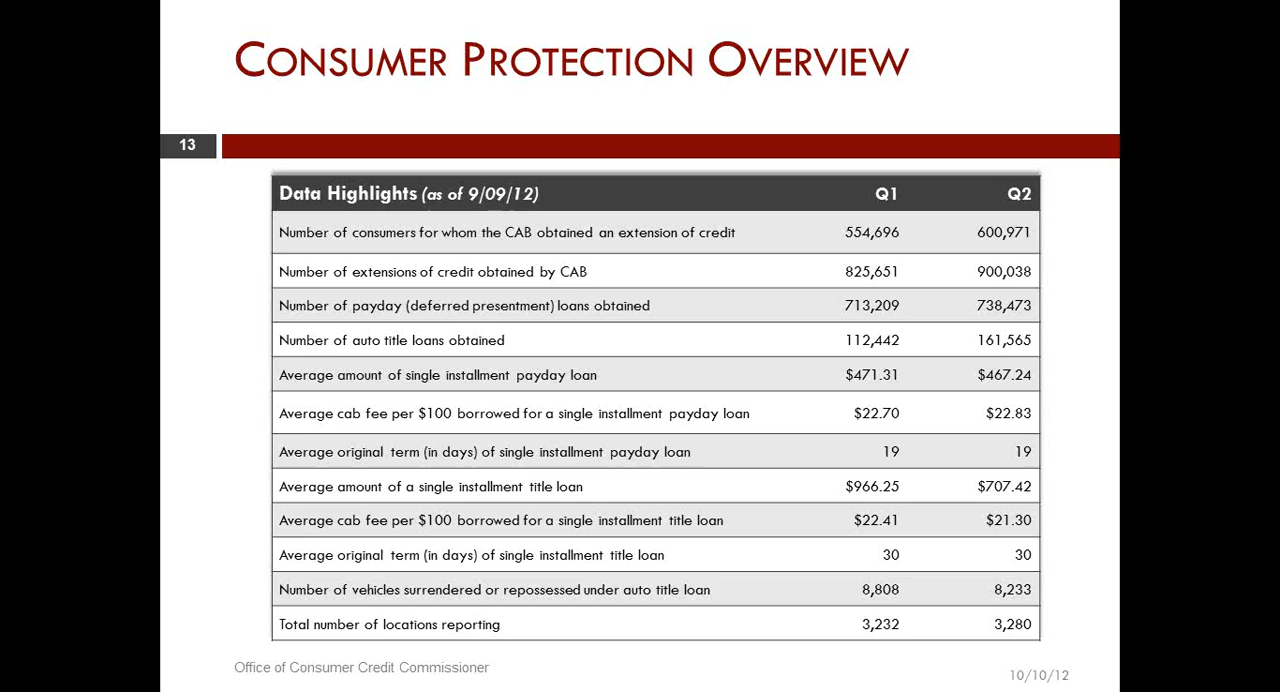 CONSUMER PROTECTION OVERVIEW
13
Data Highlights (as of 9/09/12) Q1 Q2
Number of consumers for whom the CAB obtained an extension of credit 554,696 600,971
Number of extensions of credit obtained by CAB 825,651 900,038
Number of payday (deferred presentment) loans obtained 713,209 738,473
Number of auto title loans obtained 112,442 161,565
Average amount of single installment payday loan $471.31 $467.24
Average cab fee per $100 borrowed for a single installment payday loan $22.70 $22.83
Average original term (in days) of single installment payday loan 19 19
Average amount of a single installment title loan $966.25 $707.42
Average cab fee per $100 borrowed for a single installment title loan $22.41 $21.30
Average original term (in days) of single installment title loan 30 30
Number of vehicles surrendered or repossessed under auto title loan 8,808 8,233
Total number of locations reporting 3,232 3,280
Office of Consumer Credit Commissioner
10/10/12